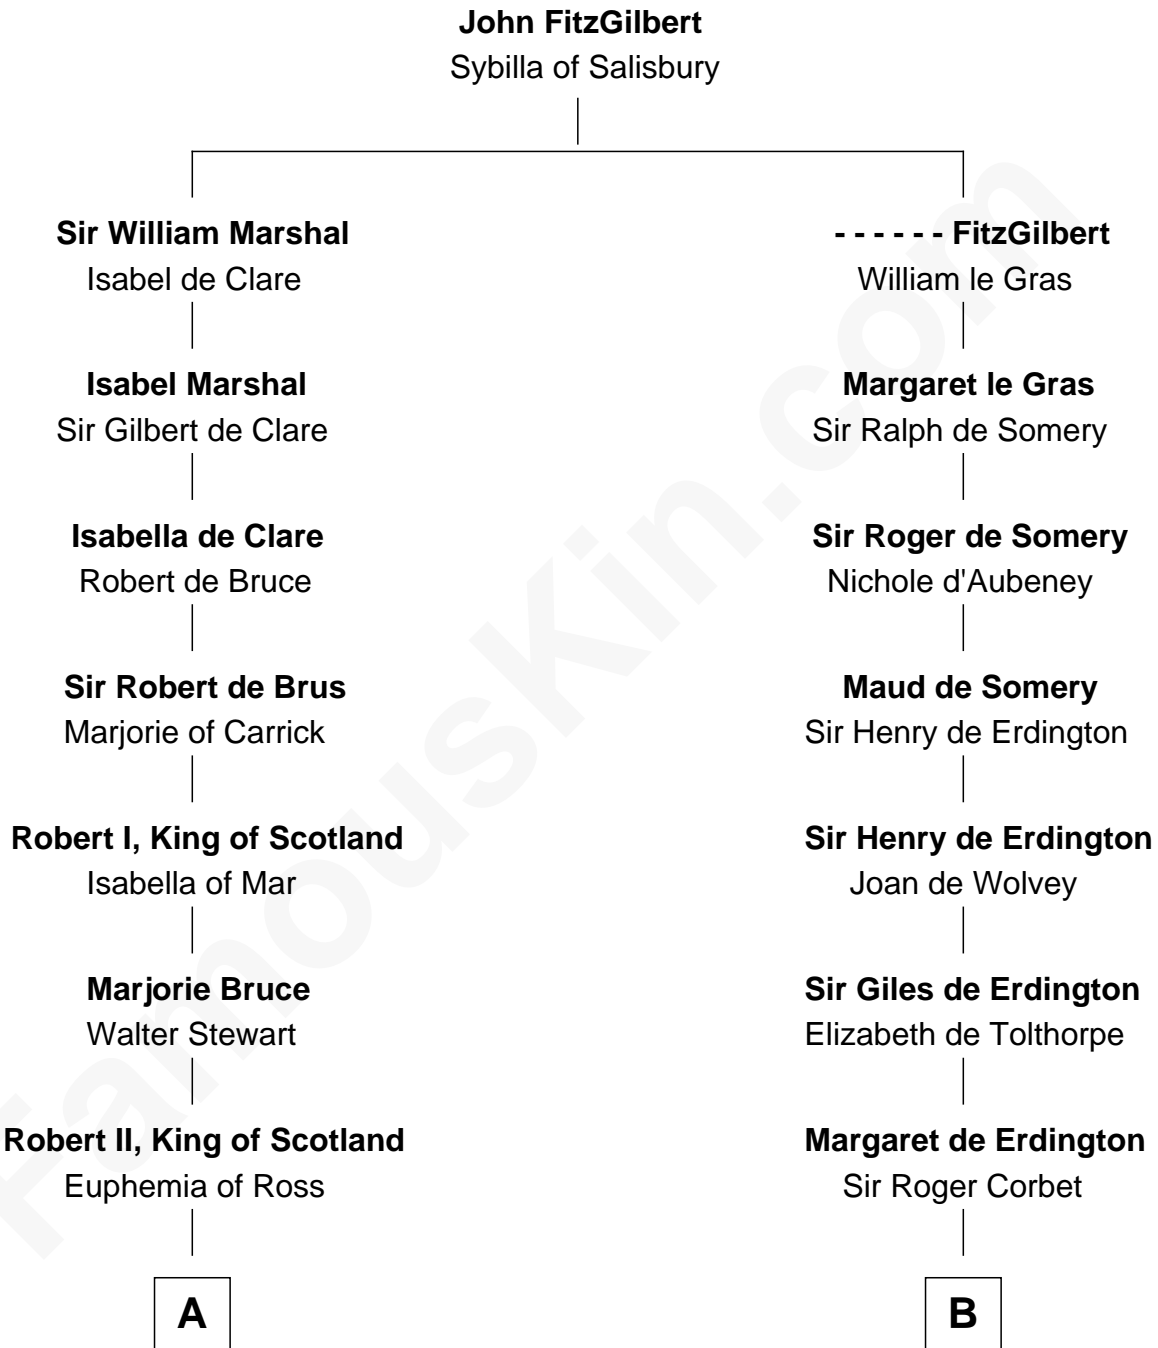 John FitzGilbert
Sybilla of Salisbury
Sir William Marshal
Isabel de Clare
- - - - - - FitzGilbert
William le Gras
Isabel Marshal
Sir Gilbert de Clare
Margaret le Gras
Sir Ralph de Somery
Isabella de Clare
Robert de Bruce
Sir Roger de Somery
Nichole d'Aubeney
Sir Robert de Brus
Marjorie of Carrick
Maud de Somery
Sir Henry de Erdington
Robert I, King of Scotland
Isabella of Mar
Sir Henry de Erdington
Joan de Wolvey
Marjorie Bruce
Walter Stewart
Sir Giles de Erdington
Elizabeth de Tolthorpe
Robert II, King of Scotland
Euphemia of Ross
Margaret de Erdington
Sir Roger Corbet
A
B
FamousKin.com